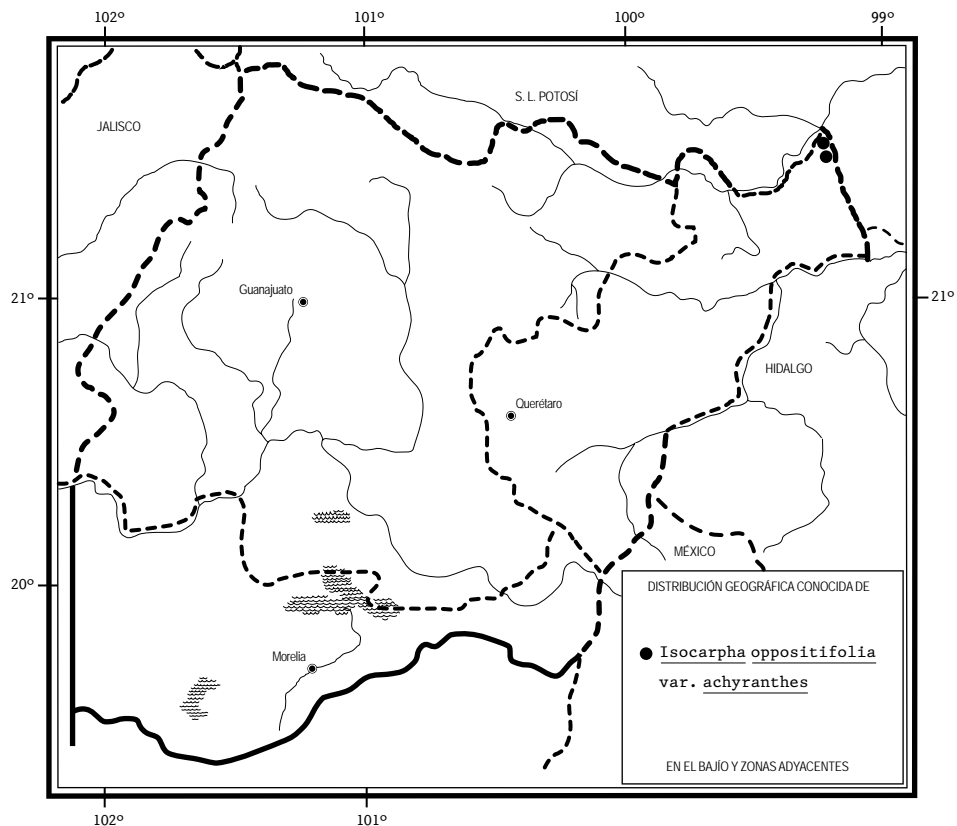 102º 101º 100º 99º
S. L. POTOSÍ
JALISCO
Guanajuato
21º 21º
HIDALGO
Querétaro
MÉXICO
20º
DISTRIBUCIÓN GEOGRÁFICA CONOCIDA DE
Isocarpha oppositifolia
var. achyranthes
Morelia
EN EL BAJÍO Y ZONAS ADYACENTES
102º 101º